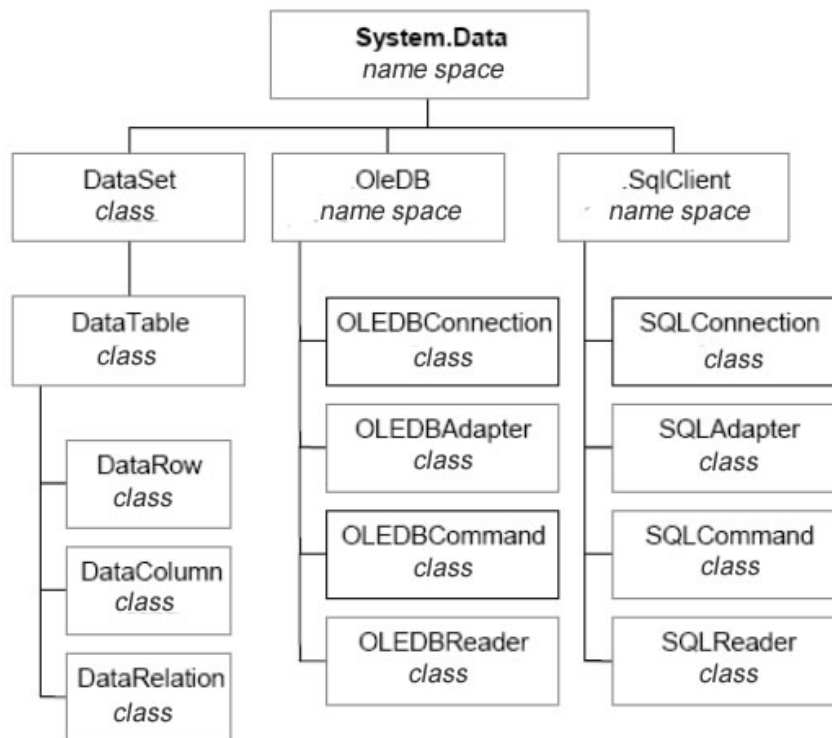 System.Data
name space
DataSet
class
OleDB
name space
.SqlClient
name space
DataTable
class
DataRow
class
DataColumn
class
DataRelation
class
OLEDBConnection
class
OLEDBAdapter
class
OLEDBCommand
class
OLEDBReader
class
SQLConnection
class
SQLAdapter
class
SQLCommand
class
SQLReader
class